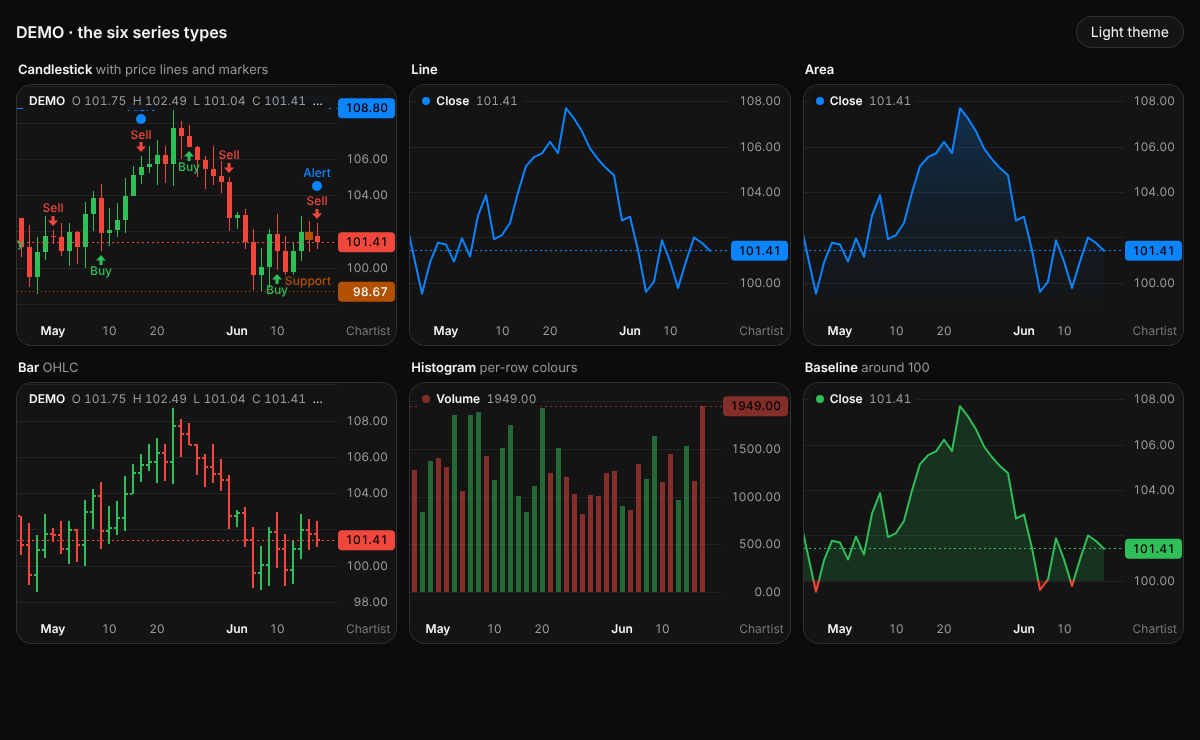 DEMO · the six series types
Light theme
Candlestick with price lines and markers
DEMO O 101.75 H 102.49 L 101.04 C 101.41 ...
108.80
106.00
104.00
101.41
100.00
98.67
Sell
Sell
Sell
Alert
Sell
Buy
Buy
Buy
Support
May 10 20 Jun 10
Chartist
Line
Close 101.41
108.00
106.00
104.00
101.41
100.00
May 10 20 Jun 10
Chartist
Area
Close 101.41
108.00
106.00
104.00
101.41
100.00
May 10 20 Jun 10
Chartist
Bar OHLC
DEMO O 101.75 H 102.49 L 101.04 C 101.41 ...
108.00
106.00
104.00
101.41
100.00
98.00
May 10 20 Jun 10
Chartist
Histogram per-row colours
Volume 1949.00
1949.00
1500.00
1000.00
500.00
0.00
May 10 20 Jun 10
Chartist
Baseline around 100
Close 101.41
108.00
106.00
104.00
101.41
100.00
May 10 20 Jun 10
Chartist